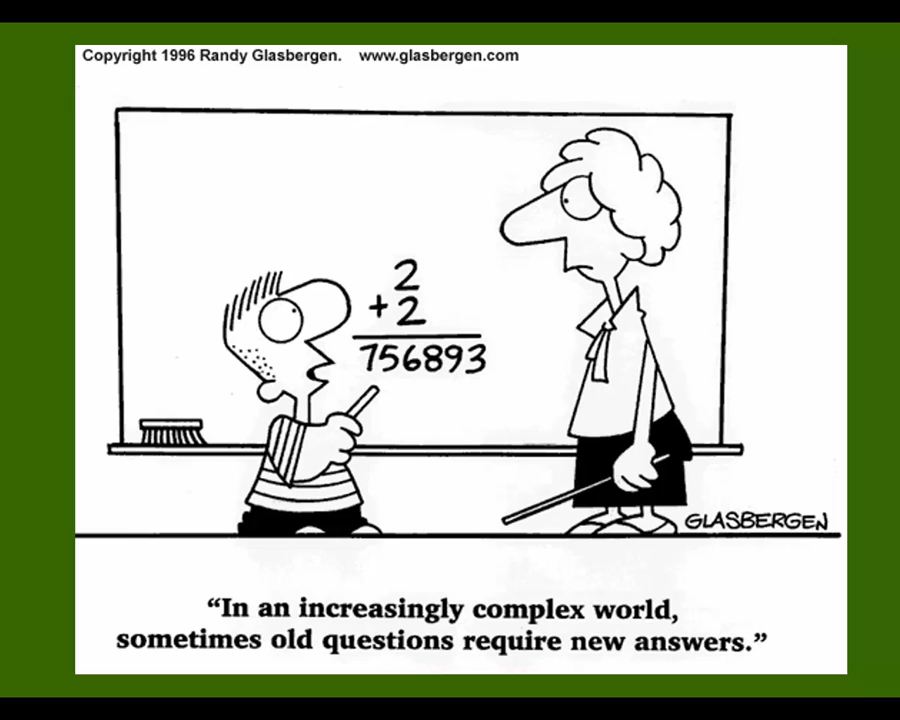 Copyright 1996 Randy Glasbergen. www.glasbergen.com
2
+ 2
756893
GLASBERGEN
“In an increasingly complex world,
sometimes old questions require new answers.”